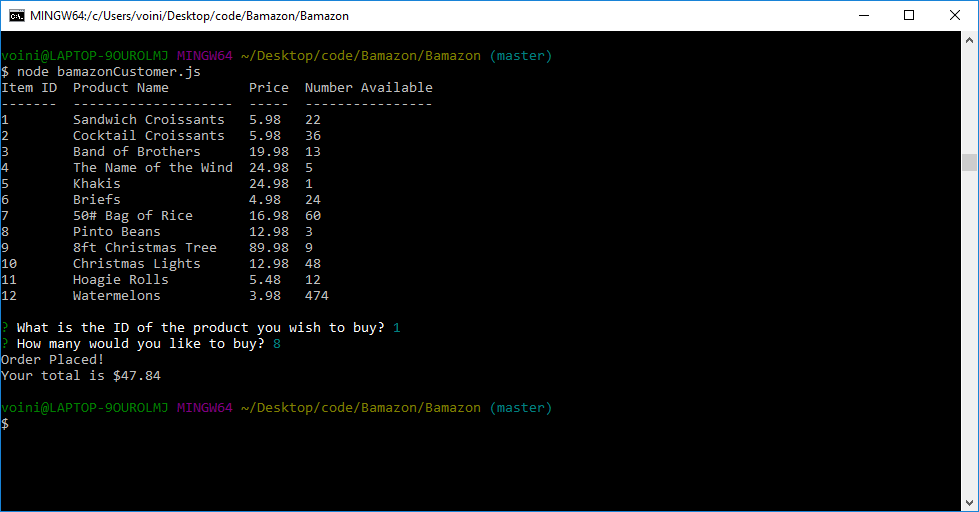 MINGW64:/c/Users/voini/Desktop/code/Bamazon/Bamazon
voini@LAPTOP-9OUROLMJ MINGW64 ~/Desktop/code/Bamazon/Bamazon (master)
$ node bamazonCustomer.js
Item ID  Product Name          Price  Number Available
-------  --------------------  -----  ----------------
1        Sandwich Croissants   5.98   22
2        Cocktail Croissants   5.98   36
3        Band of Brothers      19.98  13
4        The Name of the Wind  24.98  5
5        Khakis                24.98  1
6        Briefs                4.98   24
7        50# Bag of Rice       16.98  60
8        Pinto Beans           12.98  3
9        8ft Christmas Tree    89.98  9
10       Christmas Lights      12.98  48
11       Hoagie Rolls          5.48   12
12       Watermelons           3.98   474
? What is the ID of the product you wish to buy? 1
? How many would you like to buy? 8
Order Placed!
Your total is $47.84
voini@LAPTOP-9OUROLMJ MINGW64 ~/Desktop/code/Bamazon/Bamazon (master)
$